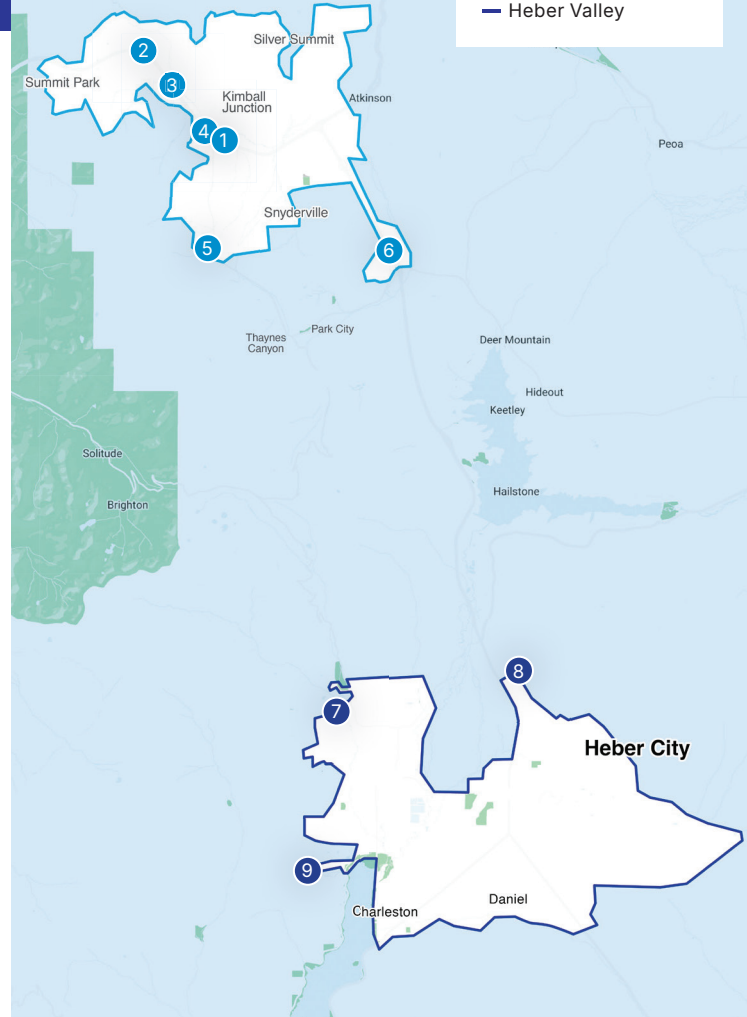 Heber Valley
Silver Summit
2
Summit Park
3
Kimball
Junction
Atkinson
4
1
Peoa
Snyderville
5
6
Park City
Thaynes
Canyon
Deer Mountain
Hideout
Keetley
Solitude
Hailstone
Brighton
8
7
Heber City
9
Daniel
Charleston